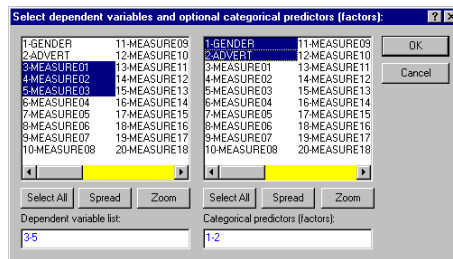 Select dependent variables and optional categorical predictors (factors):
1-GENDER 11-MEASURE09
2-ADVERT 12-MEASURE10
3-MEASURE01 13-MEASURE11
4-MEASURE02 14-MEASURE12
5-MEASURE03 15-MEASURE13
6-MEASURE04 16-MEASURE14
7-MEASURE05 17-MEASURE15
8-MEASURE06 18-MEASURE16
9-MEASURE07 19-MEASURE17
10-MEASURE08 20-MEASURE18
Select All Spread Zoom
Dependent variable list:
3-5
1-GENDER 11-MEASURE09
2-ADVERT 12-MEASURE10
3-MEASURE01 13-MEASURE11
4-MEASURE02 14-MEASURE12
5-MEASURE03 15-MEASURE13
6-MEASURE04 16-MEASURE14
7-MEASURE05 17-MEASURE15
8-MEASURE06 18-MEASURE16
9-MEASURE07 19-MEASURE17
10-MEASURE08 20-MEASURE18
Select All Spread Zoom
Categorical predictors (factors):
1-2
OK
Cancel